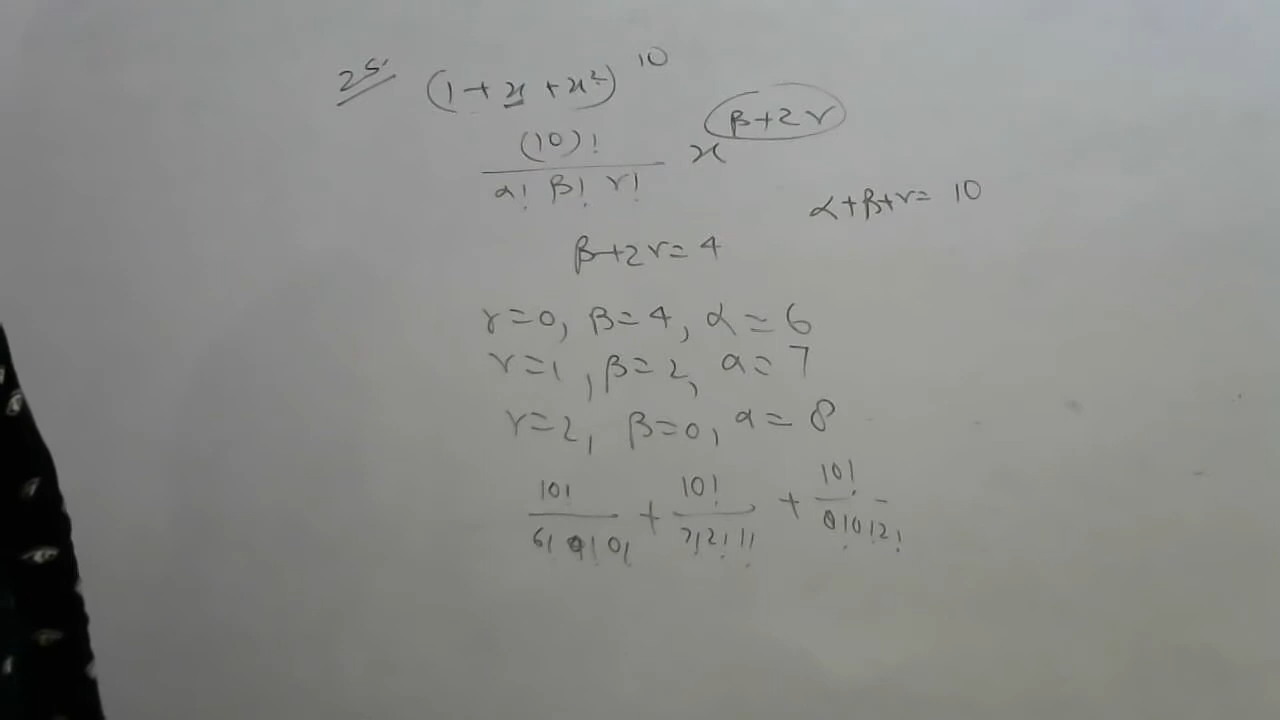 25. (1 + x + x²)^10
(10)! / α! β! γ! x^(β+2γ)
α+β+γ = 10
β+2γ = 4
γ=0, β=4, α=6
γ=1, β=2, α=7
γ=2, β=0, α=8
10! / 6! 4! 0! + 10! / 7! 2! 1! + 10! / 8! 0! 2!